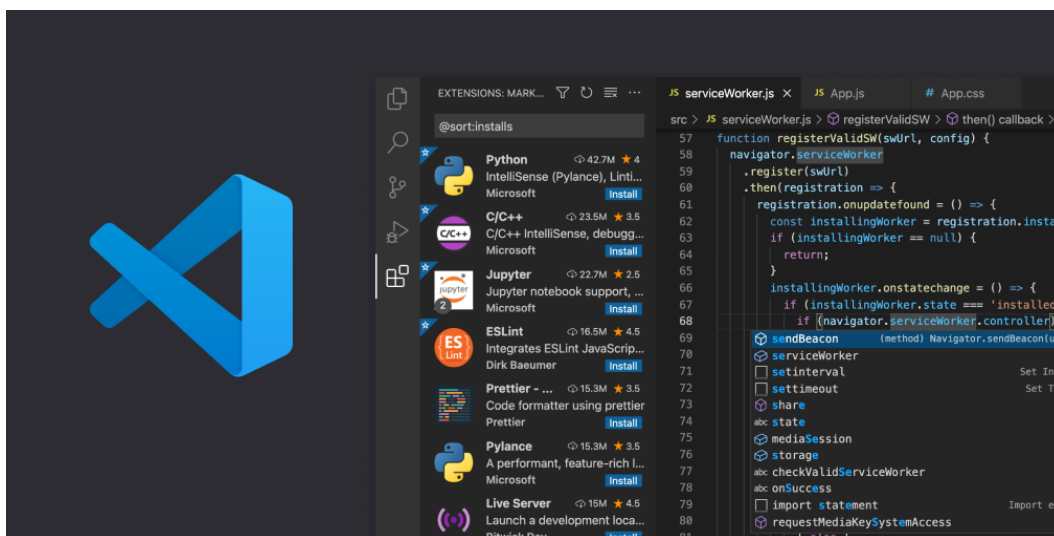 EXTENSIONS: MARK...
@sort:installs
Python 42.7M ★ 4
IntelliSense (Pylance), Linti...
Microsoft Install
C/C++
C/C++ 23.5M ★ 3.5
C/C++ IntelliSense, debugg...
Microsoft Install
jupyter
2
Jupyter 22.7M ★ 2.5
Jupyter notebook support, ...
Microsoft Install
ES
Lint
ESLint 16.5M ★ 4.5
Integrates ESLint JavaScrip...
Dirk Baeumer Install
Prettier - ... 15.3M ★ 3.5
Code formatter using prettier
Prettier Install
Pylance 15.3M ★ 3.5
A performant, feature-rich l...
Microsoft Install
Live Server 15M ★ 4.5
Launch a development loca...
JS serviceWorker.js × JS App.js # App.css
src > JS serviceWorker.js > registerValidSW > then() callback >
57 function registerValidSW(swUrl, config) {
58 navigator.serviceWorker
59 .register(swUrl)
60 .then(registration => {
61 registration.onupdatefound = () => {
62 const installingWorker = registration.insta
63 if (installingWorker == null) {
64 return;
65 }
66 installingWorker.onstatechange = () => {
67 if (installingWorker.state === 'installed
68 if (navigator.serviceWorker.controller)
69 sendBeacon (method) Navigator.sendBeacon(u
70 serviceWorker
71 setinterval Set In
72 settimeout Set T
73 share
74 abc state
75 mediaSession
76 storage
77 abc checkValidServiceWorker
78 abc onSuccess
79 import statement Import e
80 requestMediaKeySystemAccess